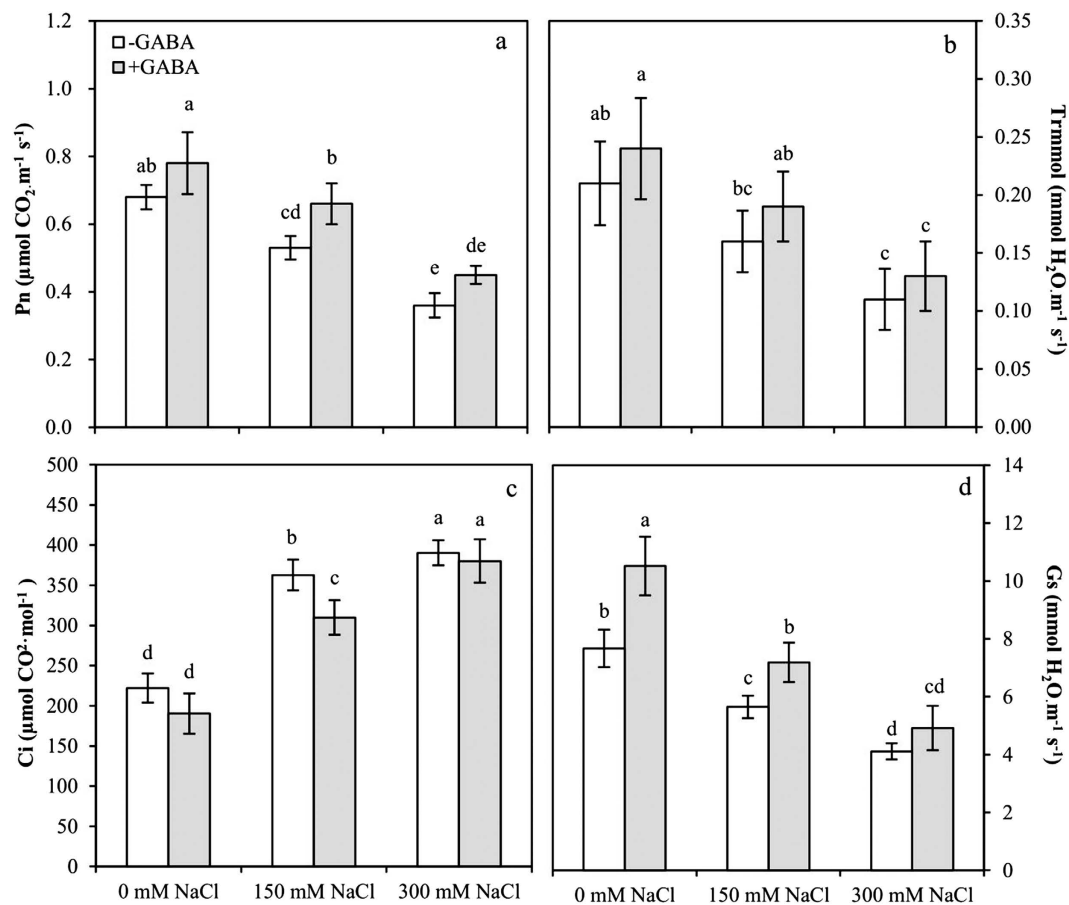 1.2
1.0
0.8
0.6
0.4
0.2
0.0
Pn (µmol CO₂.m⁻¹ s⁻¹)
-GABA
+GABA
a
ab
a
cd
b
e
de
b
ab
a
bc
ab
c
c
0.35
0.30
0.25
0.20
0.15
0.10
0.05
0.00
Trmmol (mmol H₂O.m⁻¹ s⁻¹)
500
450
400
350
300
250
200
150
100
50
0
Ci (µmol CO²·mol⁻¹ )
c
d
d
b
c
a
a
0 mM NaCl
150 mM NaCl
300 mM NaCl
d
b
a
c
b
d
cd
14
12
10
8
6
4
2
0
Gs (mmol H₂O.m⁻¹ s⁻¹)
0 mM NaCl
150 mM NaCl
300 mM NaCl